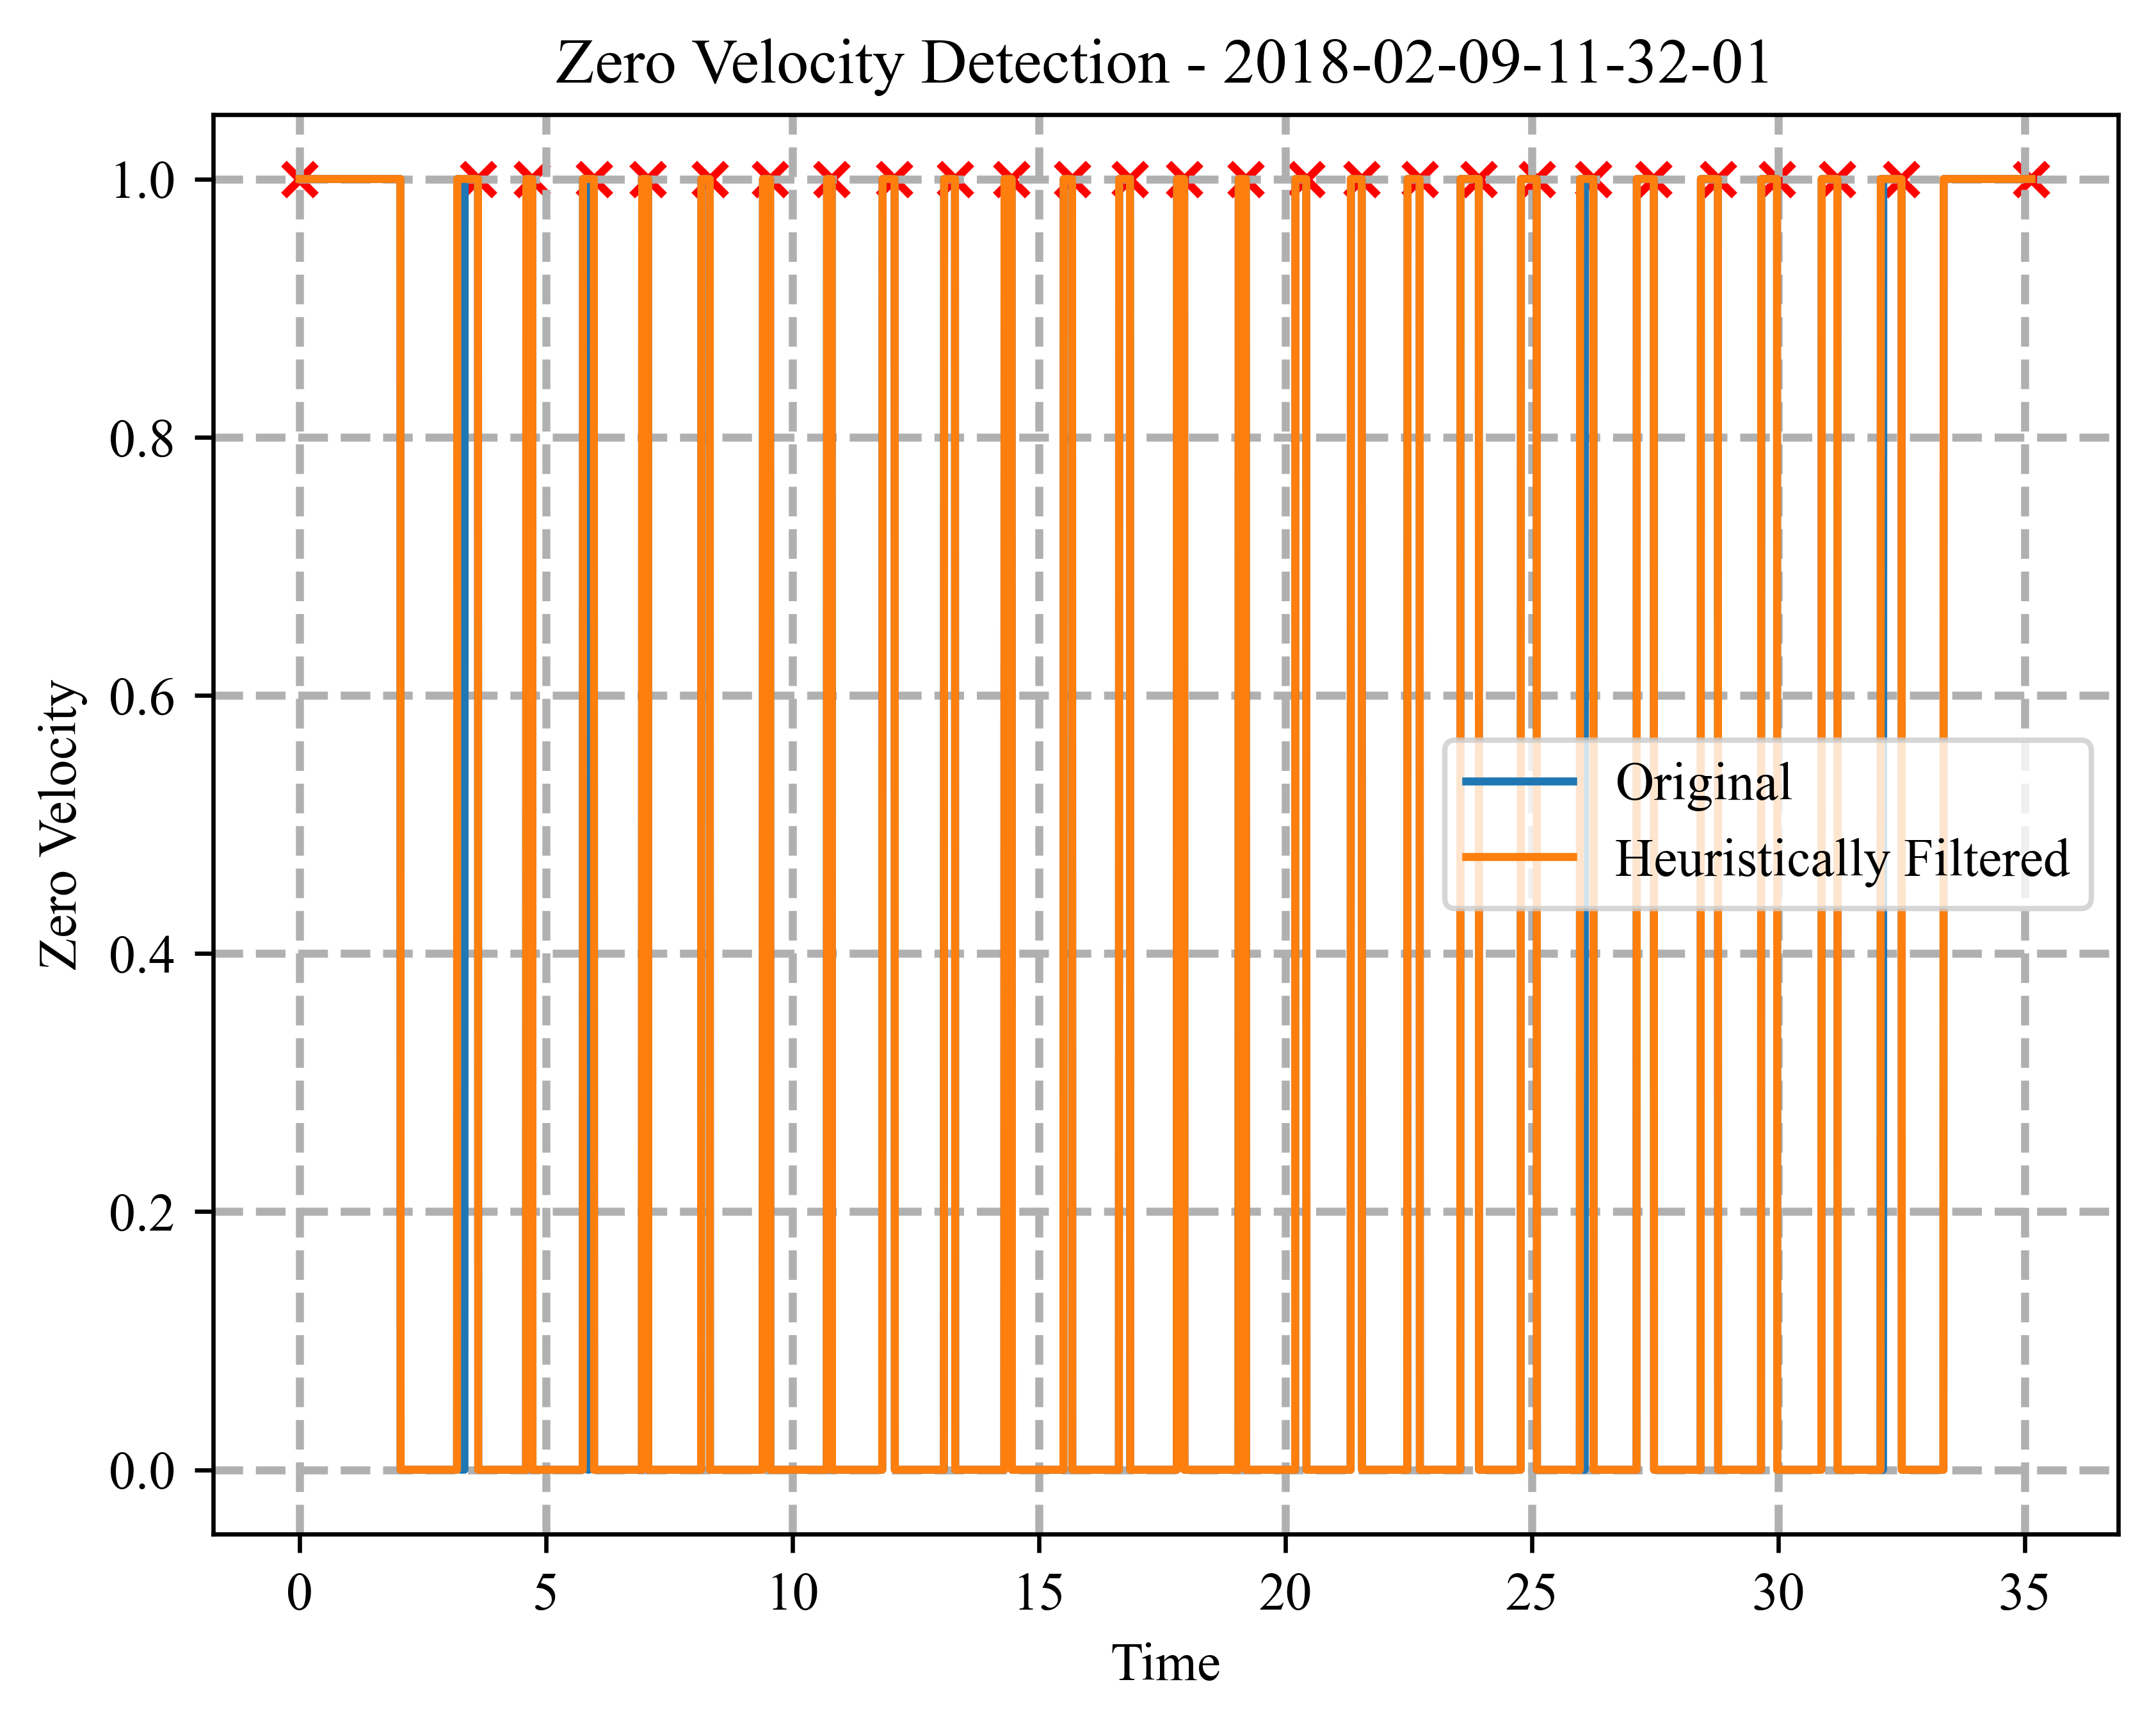 Zero Velocity Detection - 2018-02-09-11-32-01
1.0
0.8
0.6
0.4
0.2
0.0
Zero Velocity
Original
Heuristically Filtered
0 5 10 15 20 25 30 35
Time